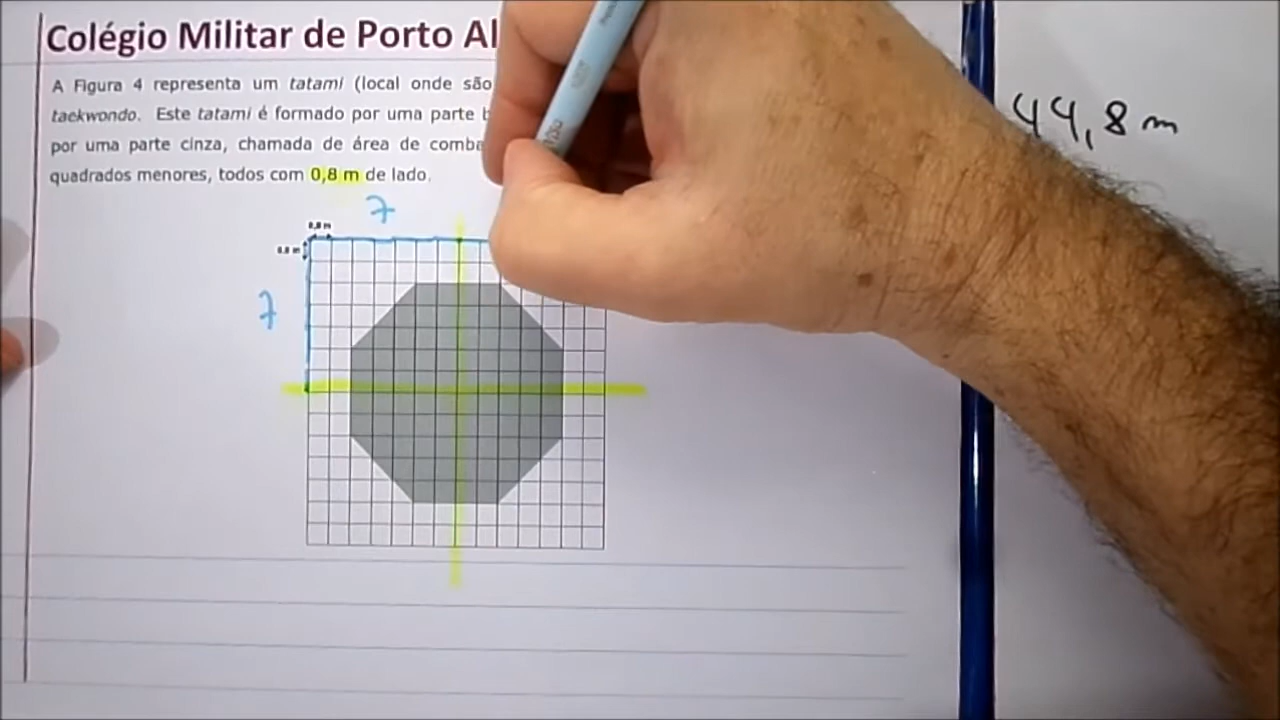 Colégio Militar de Porto Al
A Figura 4 representa um tatami (local onde são
taekwondo. Este tatami é formado por uma parte b
por uma parte cinza, chamada de área de comba
quadrados menores, todos com 0,8 m de lado.
7
0,8 m
0,8 m
7
44,8 m